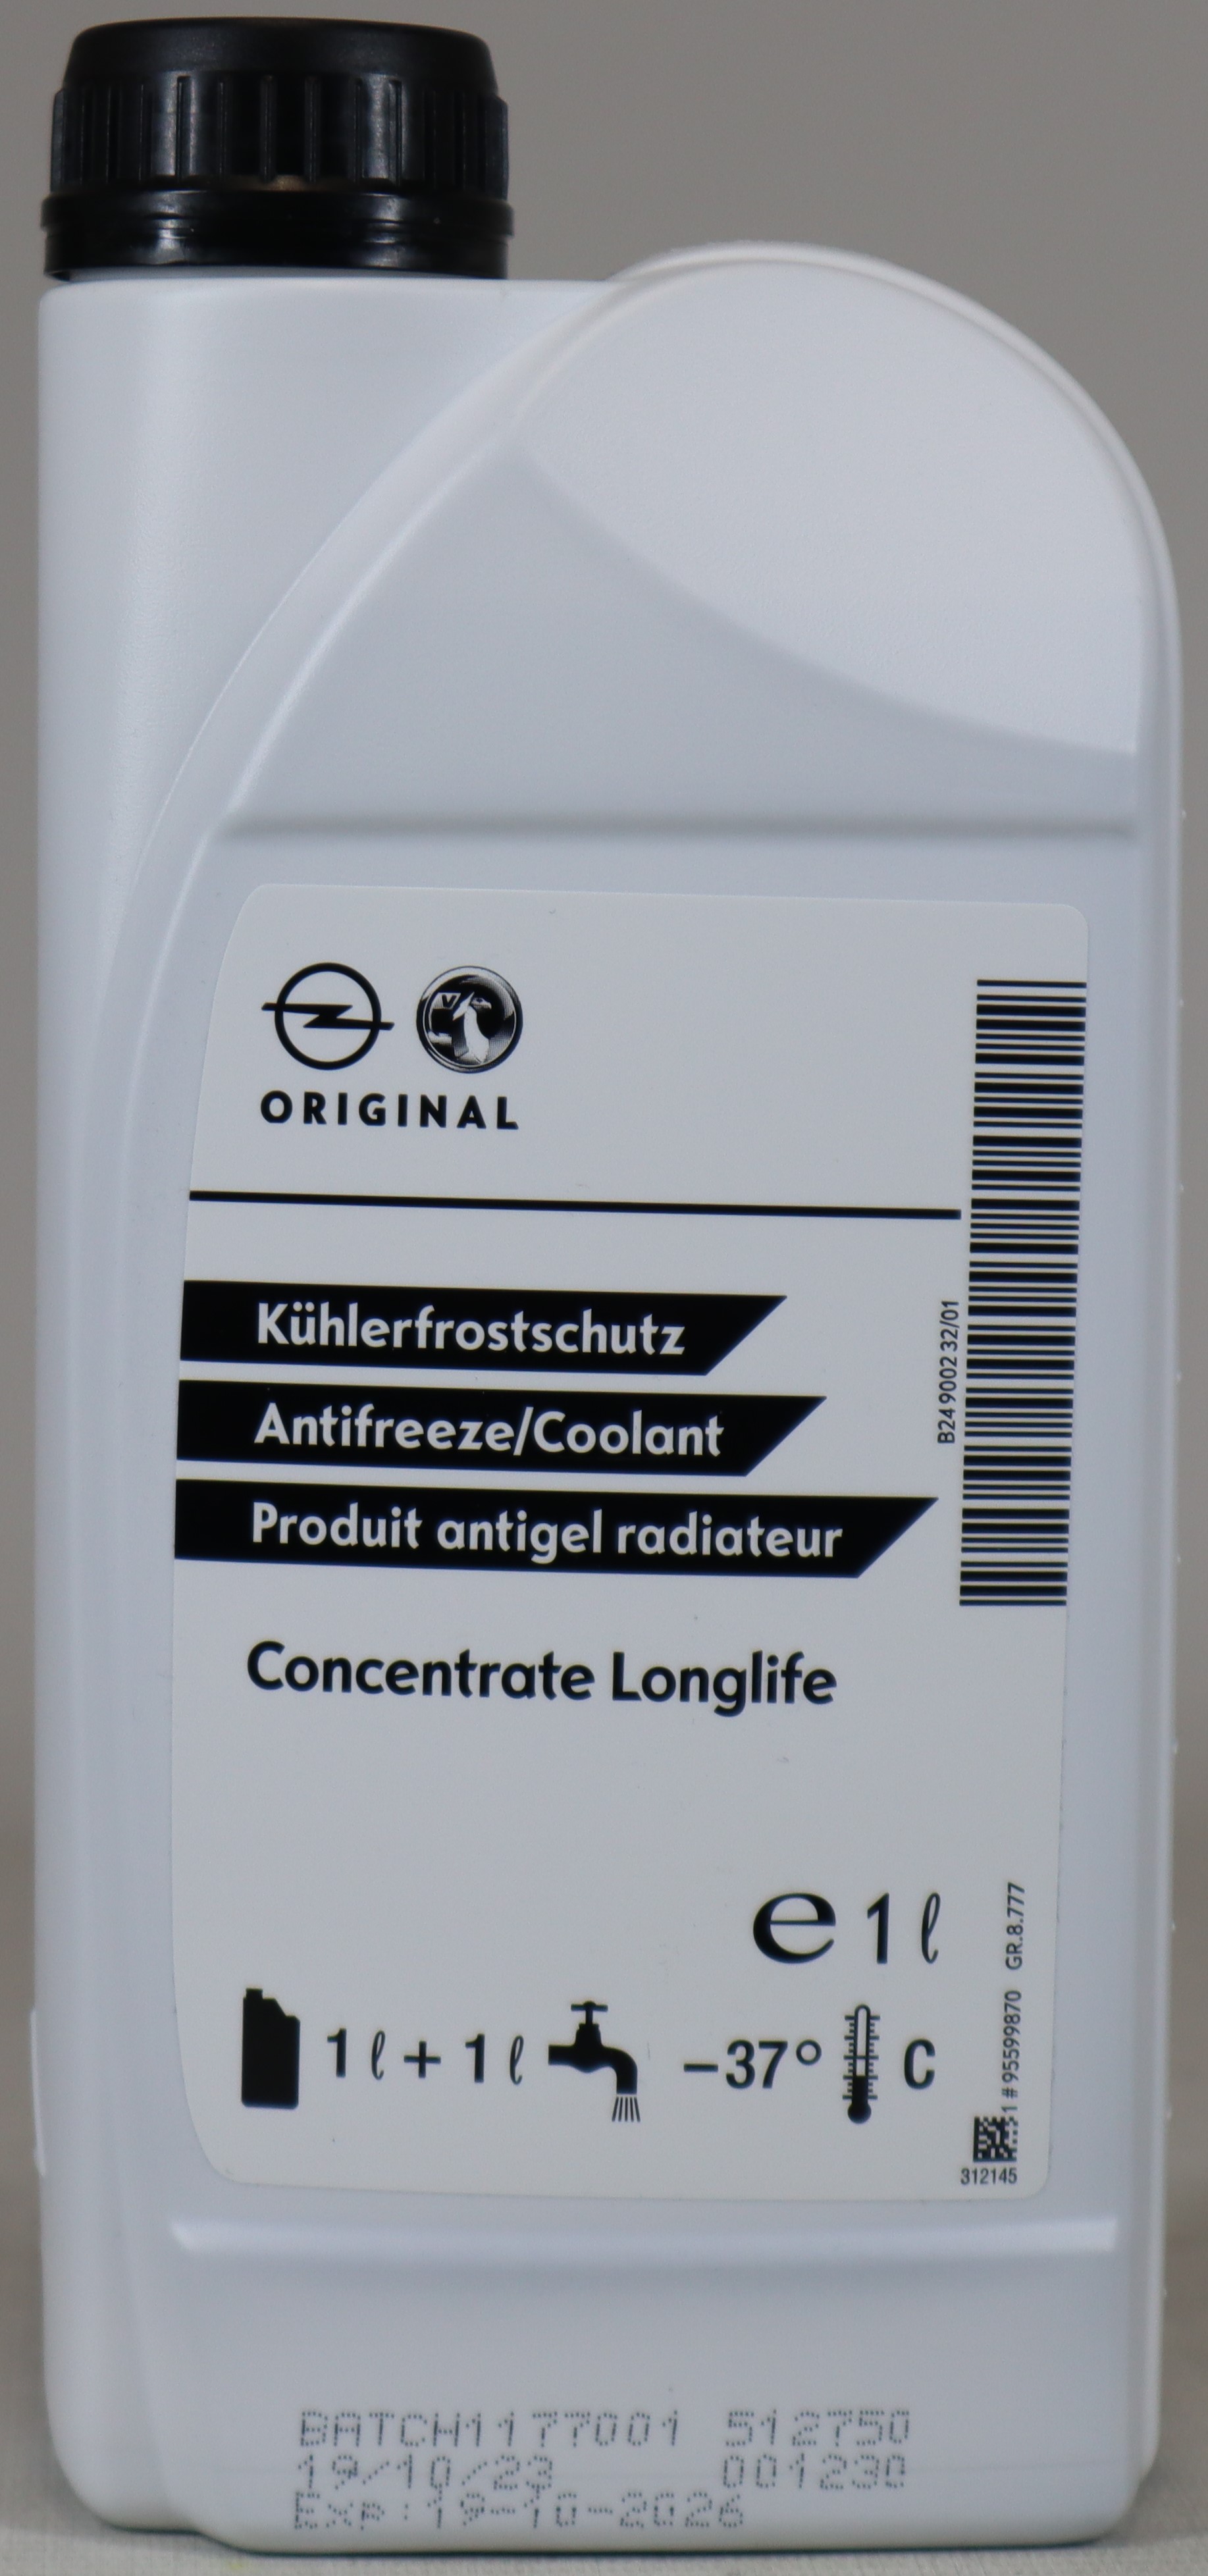 V
ORIGINAL
Kühlerfrostschutz
Antifreeze/Coolant
Produit antigel radiateur
Concentrate Longlife
B24 9002 32/01
℮ 1 ℓ
1 ℓ + 1 ℓ -37° C
1 # 95599870 GR.8.777
312145
BATCH1177001 512750
19/10/23 001230
Exp:19-10-2026